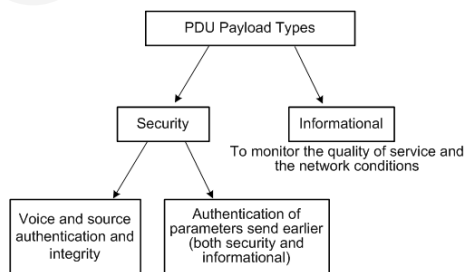 PDU Payload Types
Security
Informational
To monitor the quality of service and
the network conditions
Voice and source
authentication and
integrity
Authentication of
parameters send earlier
(both security and
informational)